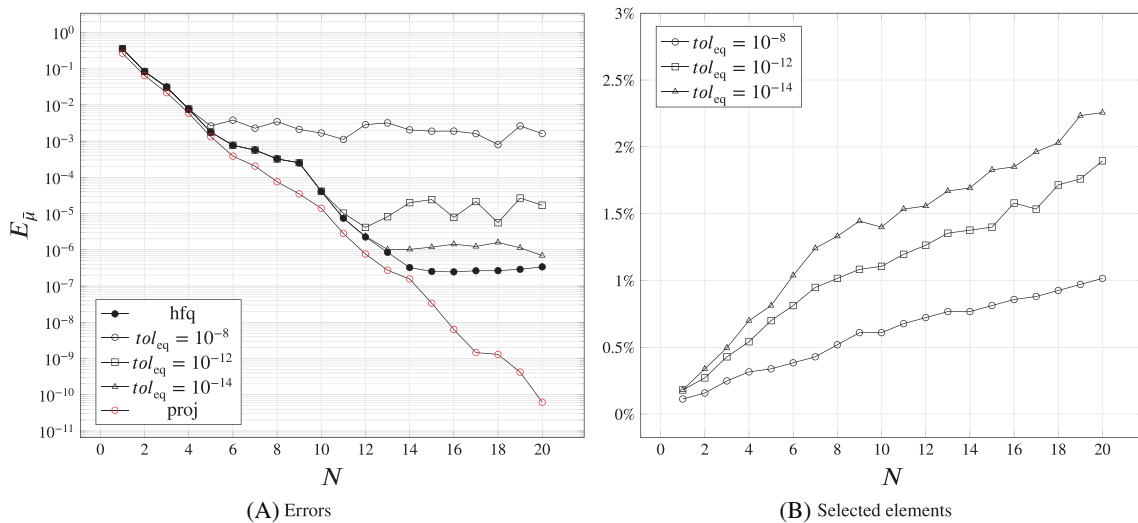 10⁰
10⁻¹
10⁻²
10⁻³
10⁻⁴
10⁻⁵
10⁻⁶
10⁻⁷
10⁻⁸
10⁻⁹
10⁻¹⁰
10⁻¹¹
E_μ̄
hfq
tol_eq = 10⁻⁸
tol_eq = 10⁻¹²
tol_eq = 10⁻¹⁴
proj
0 2 4 6 8 10 12 14 16 18 20
N
(A) Errors
3%
2.5%
2%
1.5%
1%
0.5%
0%
tol_eq = 10⁻⁸
tol_eq = 10⁻¹²
tol_eq = 10⁻¹⁴
0 2 4 6 8 10 12 14 16 18 20
N
(B) Selected elements